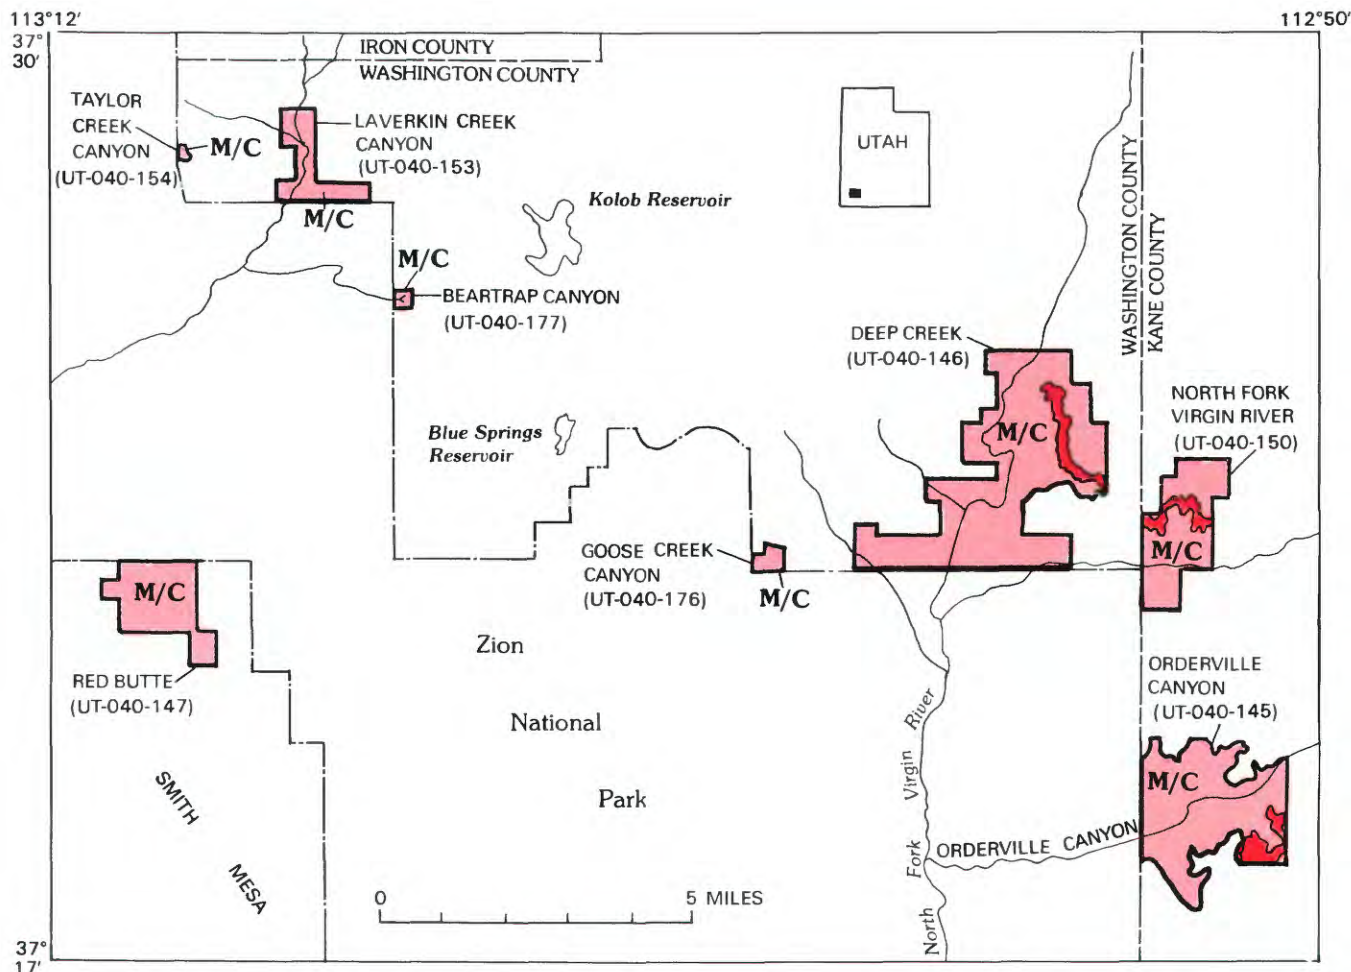 113°12′
112°50′
37°
30′
IRON COUNTY
WASHINGTON COUNTY
TAYLOR
CREEK
CANYON
(UT-040-154)
M/C
LAVERKIN CREEK
CANYON
(UT-040-153)
M/C
UTAH
Kolob Reservoir
M/C
BEARTRAP CANYON
(UT-040-177)
WASHINGTON COUNTY
KANE COUNTY
DEEP CREEK
(UT-040-146)
M/C
NORTH FORK
VIRGIN RIVER
(UT-040-150)
M/C
Blue Springs
Reservoir
GOOSE CREEK
CANYON
(UT-040-176)
M/C
M/C
RED BUTTE
(UT-040-147)
Zion
National
Park
ORDERVILLE
CANYON
(UT-040-145)
M/C
SMITH
MESA
North Fork Virgin River
ORDERVILLE CANYON
0 5 MILES
37°
17′